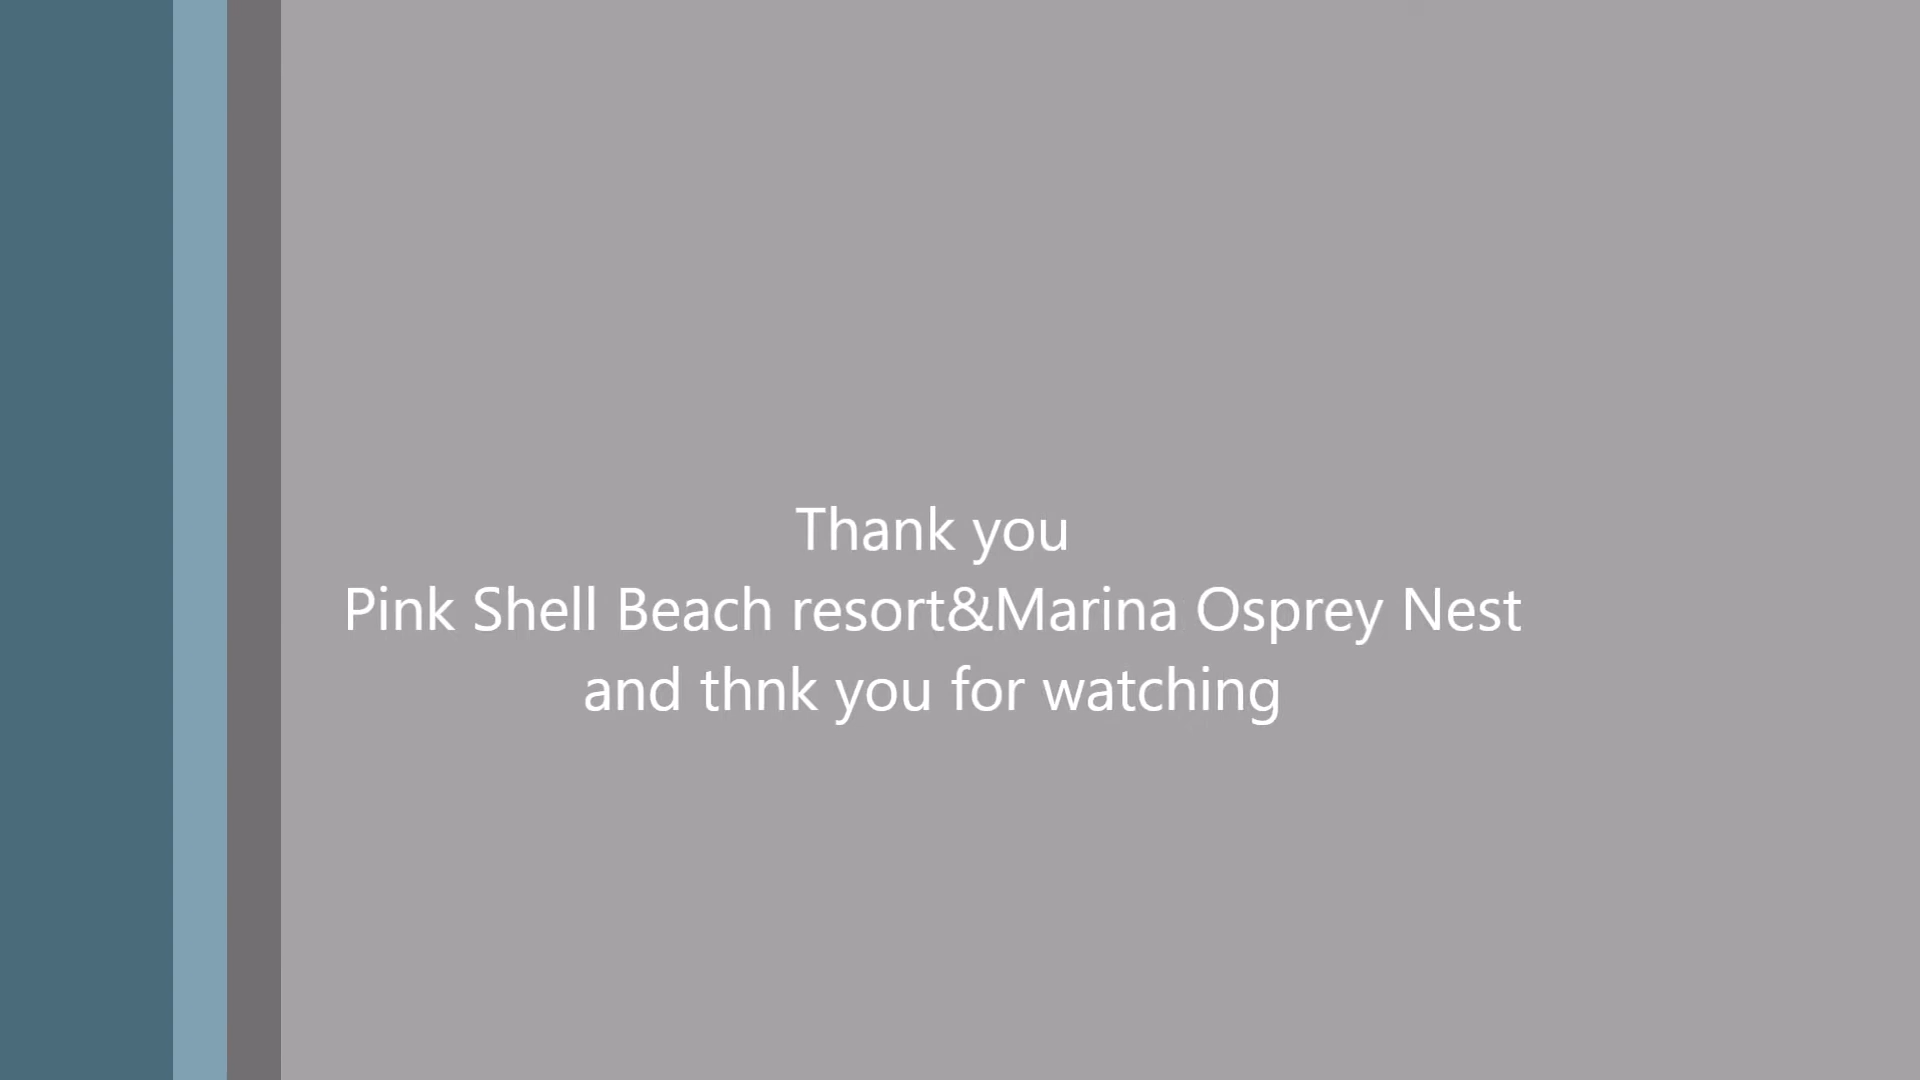 Thank you
Pink Shell Beach resort&Marina Osprey Nest
and thnk you for watching